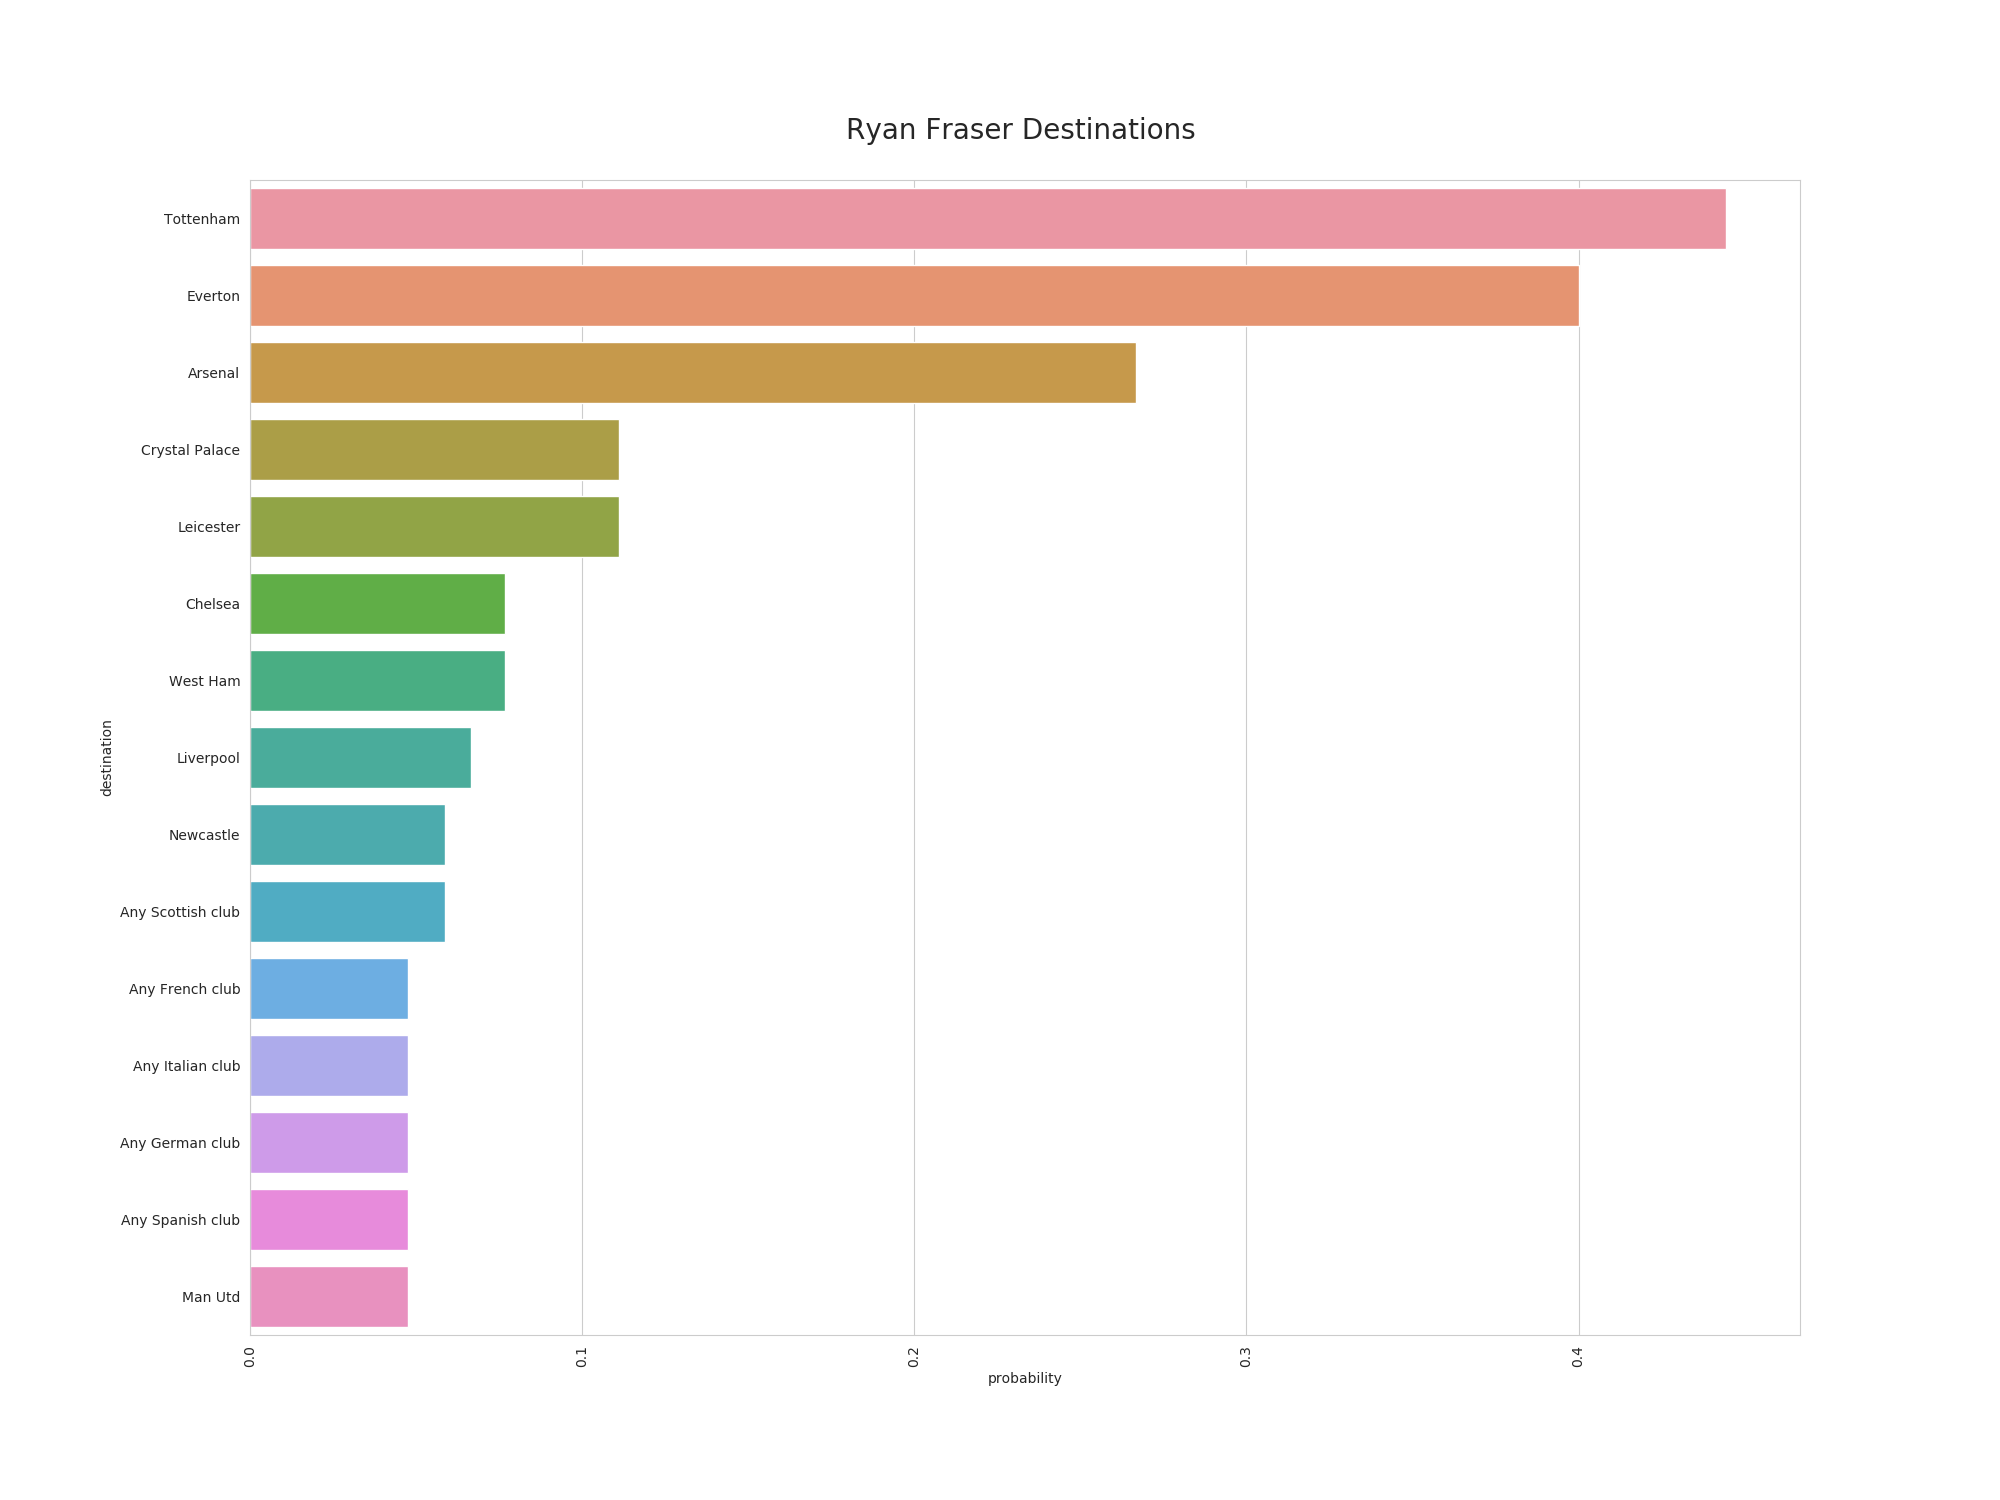 Ryan Fraser Destinations
Tottenham
Everton
Arsenal
Crystal Palace
Leicester
Chelsea
West Ham
Liverpool
Newcastle
Any Scottish club
Any French club
Any Italian club
Any German club
Any Spanish club
Man Utd
destination
0.0
0.1
0.2
0.3
0.4
probability